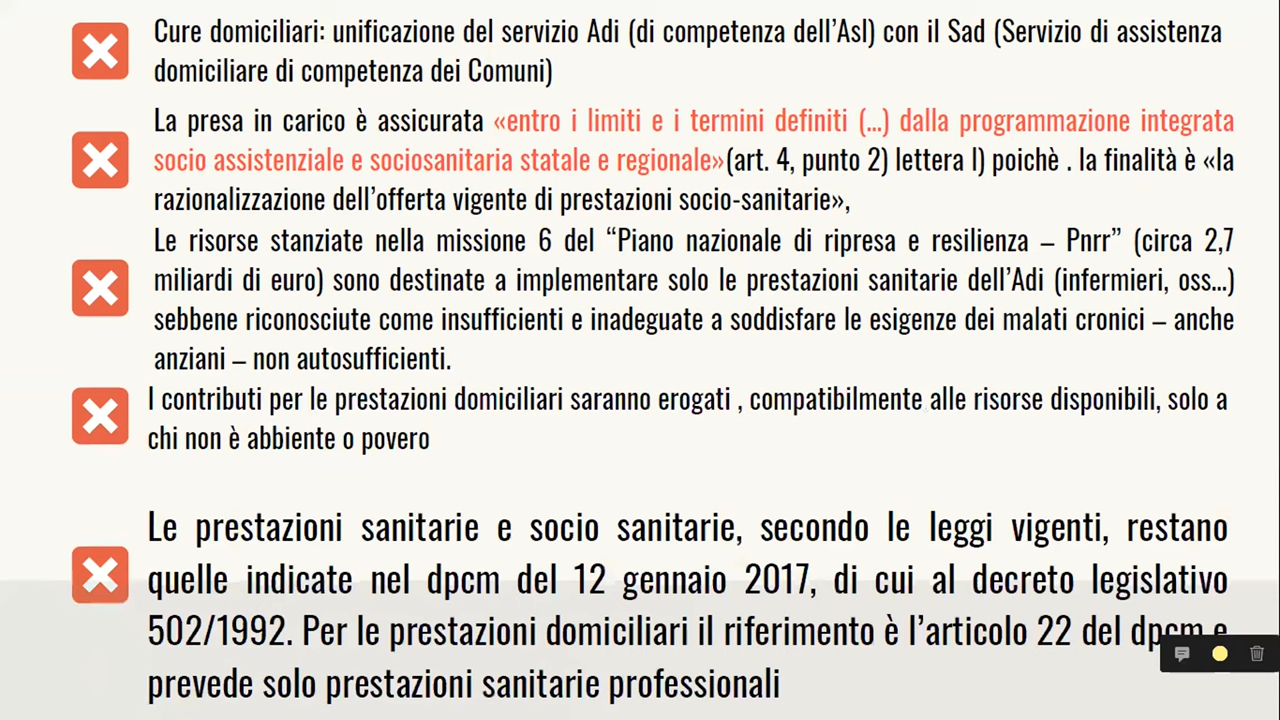 Cure domiciliari: unificazione del servizio Adi (di competenza dell’Asl) con il Sad (Servizio di assistenza
domiciliare di competenza dei Comuni)
La presa in carico è assicurata «entro i limiti e i termini definiti (...) dalla programmazione integrata
socio assistenziale e sociosanitaria statale e regionale»(art. 4, punto 2) lettera l) poichè . la finalità è «la
razionalizzazione dell’offerta vigente di prestazioni socio-sanitarie»,
Le risorse stanziate nella missione 6 del “Piano nazionale di ripresa e resilienza – Pnrr” (circa 2,7
miliardi di euro) sono destinate a implementare solo le prestazioni sanitarie dell’Adi (infermieri, oss...)
sebbene riconosciute come insufficienti e inadeguate a soddisfare le esigenze dei malati cronici – anche
anziani – non autosufficienti.
I contributi per le prestazioni domiciliari saranno erogati , compatibilmente alle risorse disponibili, solo a
chi non è abbiente o povero
Le prestazioni sanitarie e socio sanitarie, secondo le leggi vigenti, restano
quelle indicate nel dpcm del 12 gennaio 2017, di cui al decreto legislativo
502/1992. Per le prestazioni domiciliari il riferimento è l’articolo 22 del dpcm e
prevede solo prestazioni sanitarie professionali